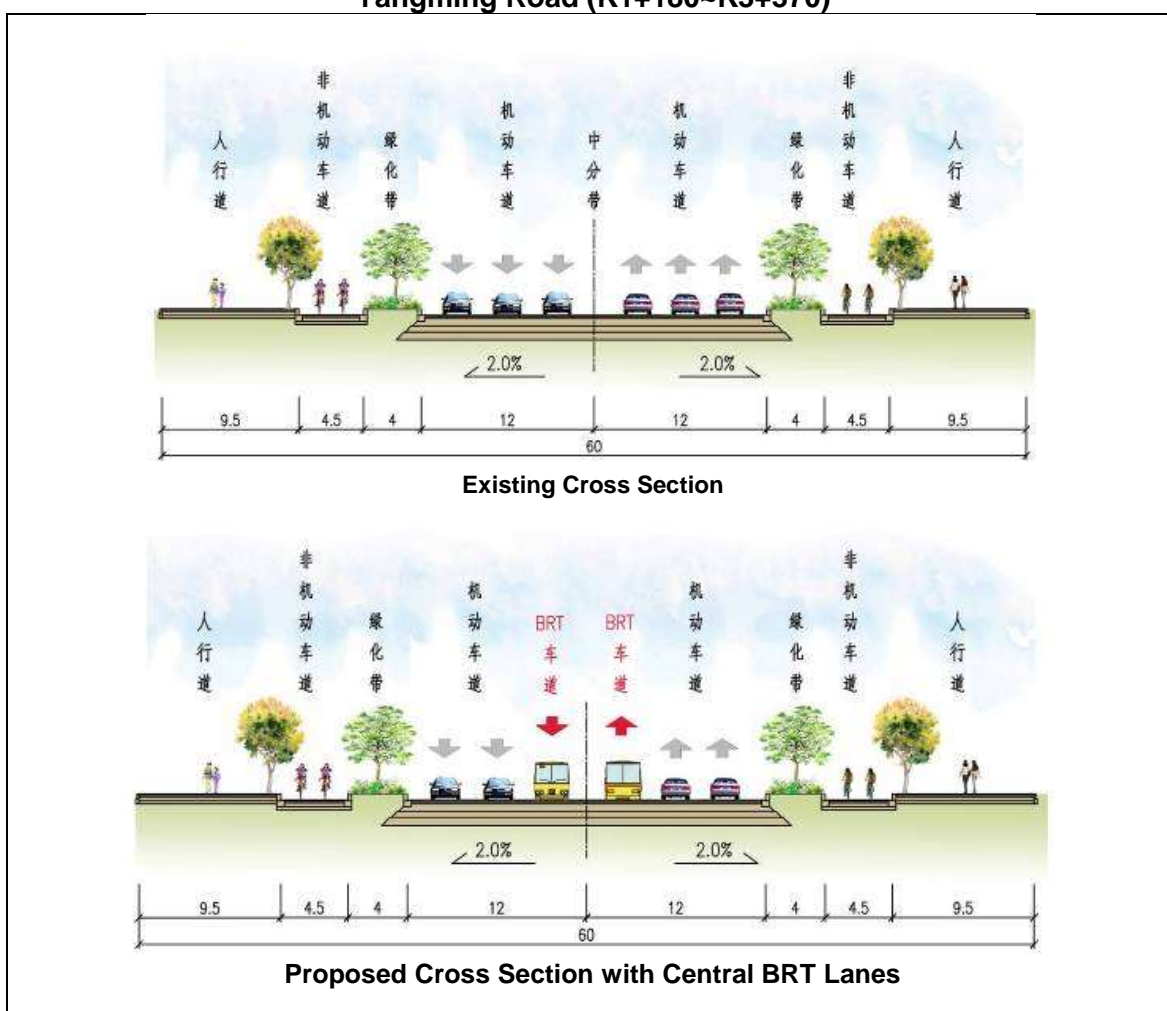 Yangming Road
人行道
非机动车道
绿化带
机动车道
中分带
机动车道
绿化带
非机动车道
人行道
2.0%
2.0%
9.5 4.5 4 12 12 4 4.5 9.5
60
Existing Cross Section
人行道
非机动车道
绿化带
机动车道
BRT车道
BRT车道
机动车道
绿化带
非机动车道
人行道
2.0%
2.0%
9.5 4.5 4 12 12 4 4.5 9.5
60
Proposed Cross Section with Central BRT Lanes